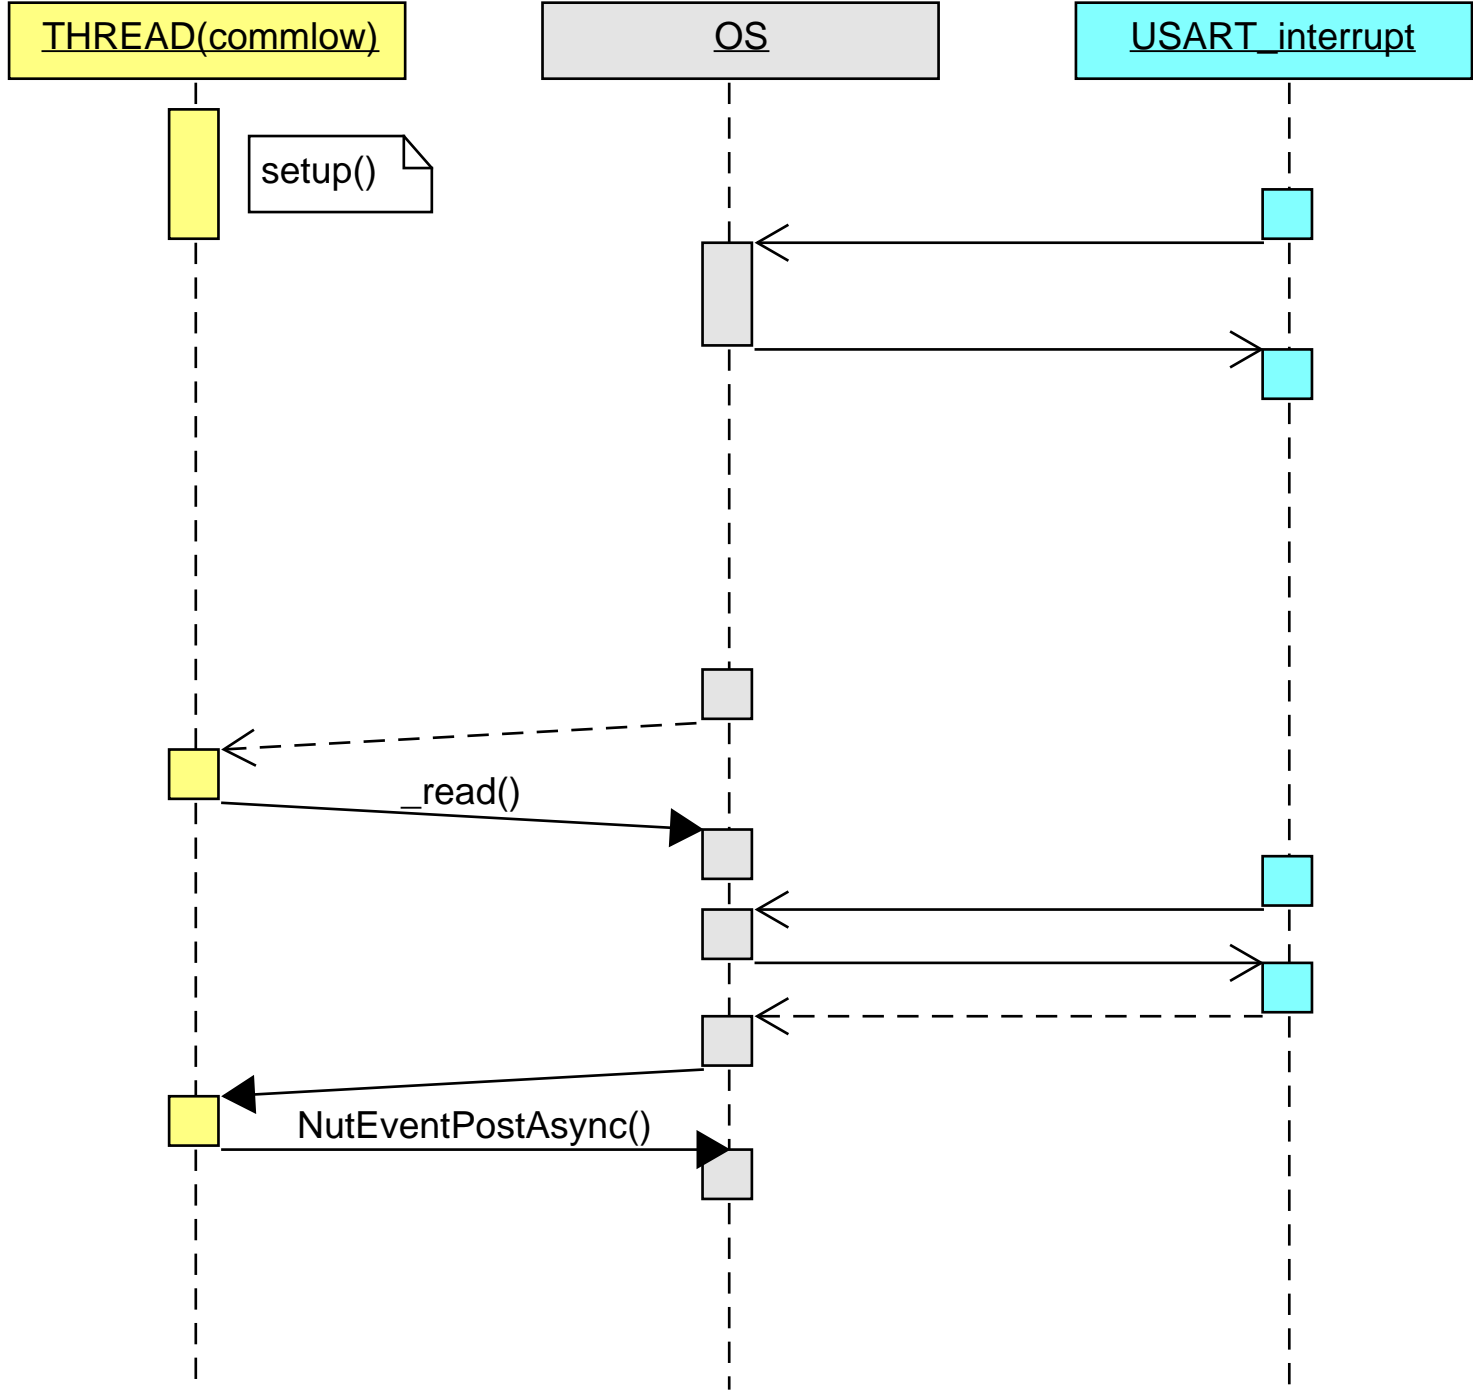 THREAD(commlow)
OS
USART_interrupt
setup()
_read()
NutEventPostAsync()